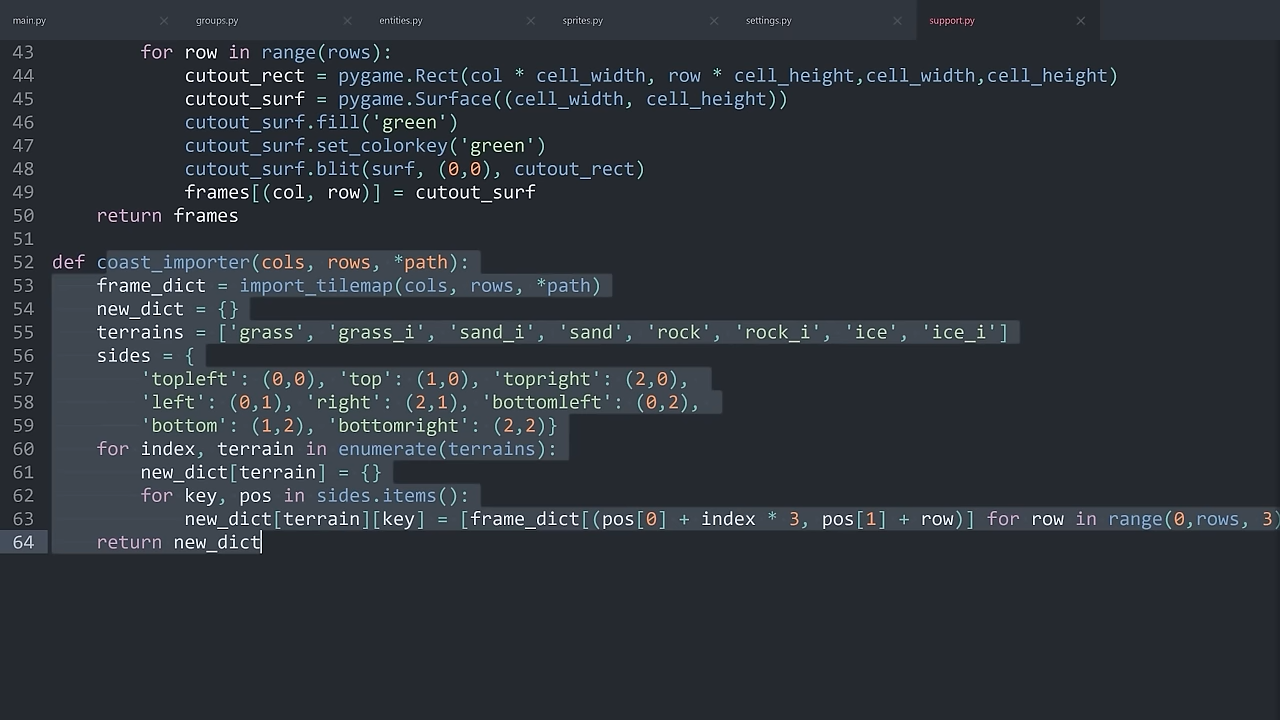 main.py groups.py entities.py sprites.py settings.py support.py
43 for row in range(rows):
44 cutout_rect = pygame.Rect(col * cell_width, row * cell_height,cell_width,cell_height)
45 cutout_surf = pygame.Surface((cell_width, cell_height))
46 cutout_surf.fill('green')
47 cutout_surf.set_colorkey('green')
48 cutout_surf.blit(surf, (0,0), cutout_rect)
49 frames[(col, row)] = cutout_surf
50 return frames
51
52 def coast_importer(cols, rows, *path):
53 frame_dict = import_tilemap(cols, rows, *path)
54 new_dict = {}
55 terrains = ['grass', 'grass_i', 'sand_i', 'sand', 'rock', 'rock_i', 'ice', 'ice_i']
56 sides = {
57 'topleft': (0,0), 'top': (1,0), 'topright': (2,0),
58 'left': (0,1), 'right': (2,1), 'bottomleft': (0,2),
59 'bottom': (1,2), 'bottomright': (2,2)}
60 for index, terrain in enumerate(terrains):
61 new_dict[terrain] = {}
62 for key, pos in sides.items():
63 new_dict[terrain][key] = [frame_dict[(pos[0] + index * 3, pos[1] + row)] for row in range(0,rows, 3)
64 return new_dict